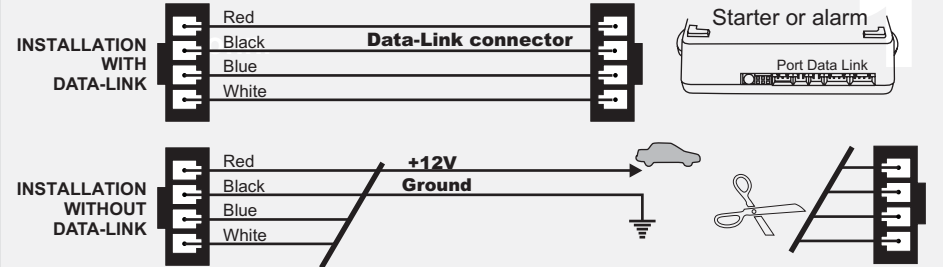 INSTALLATION
WITH
DATA-LINK
Red
Black
Blue
White
Data-Link connector
Starter or alarm
Port Data Link
1
INSTALLATION
WITHOUT
DATA-LINK
Red
Black
Blue
White
+12V
Ground